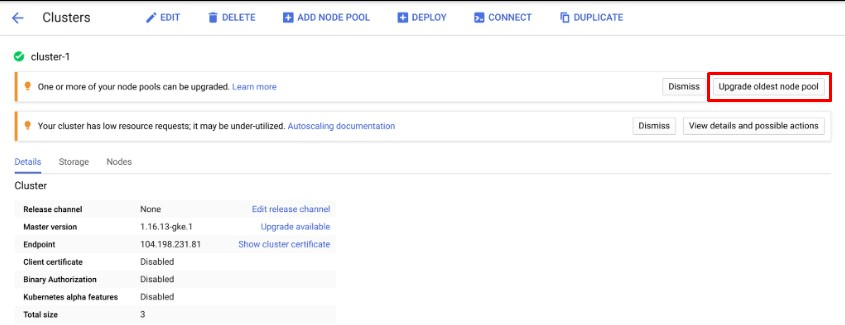 Clusters EDIT DELETE ADD NODE POOL DEPLOY CONNECT DUPLICATE
cluster-1
One or more of your node pools can be upgraded. Learn more Dismiss Upgrade oldest node pool
Your cluster has low resource requests; it may be under-utilized. Autoscaling documentation Dismiss View details and possible actions
Details Storage Nodes
Cluster
Release channel None Edit release channel
Master version 1.16.13-gke.1 Upgrade available
Endpoint 104.198.231.81 Show cluster certificate
Client certificate Disabled
Binary Authorization Disabled
Kubernetes alpha features Disabled
Total size 3